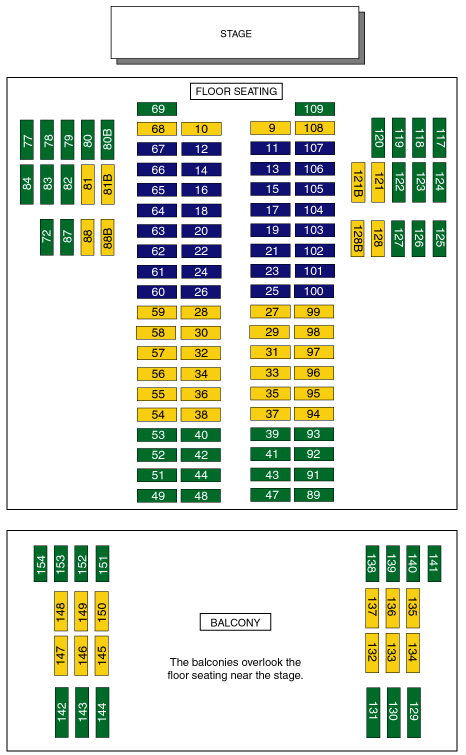 STAGE
FLOOR SEATING
69 109
68 10 9 108
77 78 79 80 80B 67 12 11 107 120 119 118 117
66 14 13 106
84 83 82 81 81B 65 16 15 105 121B 121 122 123 124
64 18 17 104
63 20 19 103
72 87 88 88B 62 22 21 102 128B 128 127 126 125
61 24 23 101
60 26 25 100
59 28 27 99
58 30 29 98
57 32 31 97
56 34 33 96
55 36 35 95
54 38 37 94
53 40 39 93
52 42 41 92
51 44 43 91
49 48 47 89
154 153 152 151 138 139 140 141
148 149 150 137 136 135
BALCONY
147 146 145 132 133 134
The balconies overlook the
floor seating near the stage.
142 143 144 131 130 129